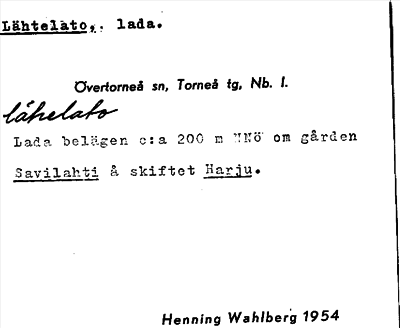 Lähtelato,. lada.
Övertorneå sn, Torneå tg, Nb. l.
láhelato
Lada belägen c:a 200 m NNö om gården
Savilahti å skiftet Harju.
Henning Wahlberg 1954